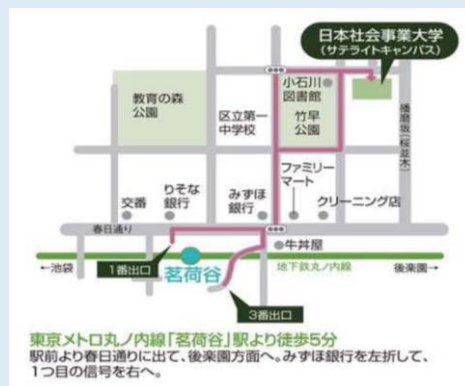 日本社会事業大学
（サテライトキャンパス）
小石川
図書館
教育の森
公園
区立第一
中学校
竹早
公園
播磨坂（桜並木）
ファミリー
マート
交番
りそな
銀行
みずほ
銀行
クリーニング店
春日通り
牛丼屋
←池袋
1番出口
茗荷谷
地下鉄丸ノ内線
後楽園→
3番出口
東京メトロ丸ノ内線「茗荷谷」駅より徒歩5分
駅前より春日通りに出て、後楽園方面へ。みずほ銀行を左折して、
1つ目の信号を右へ。